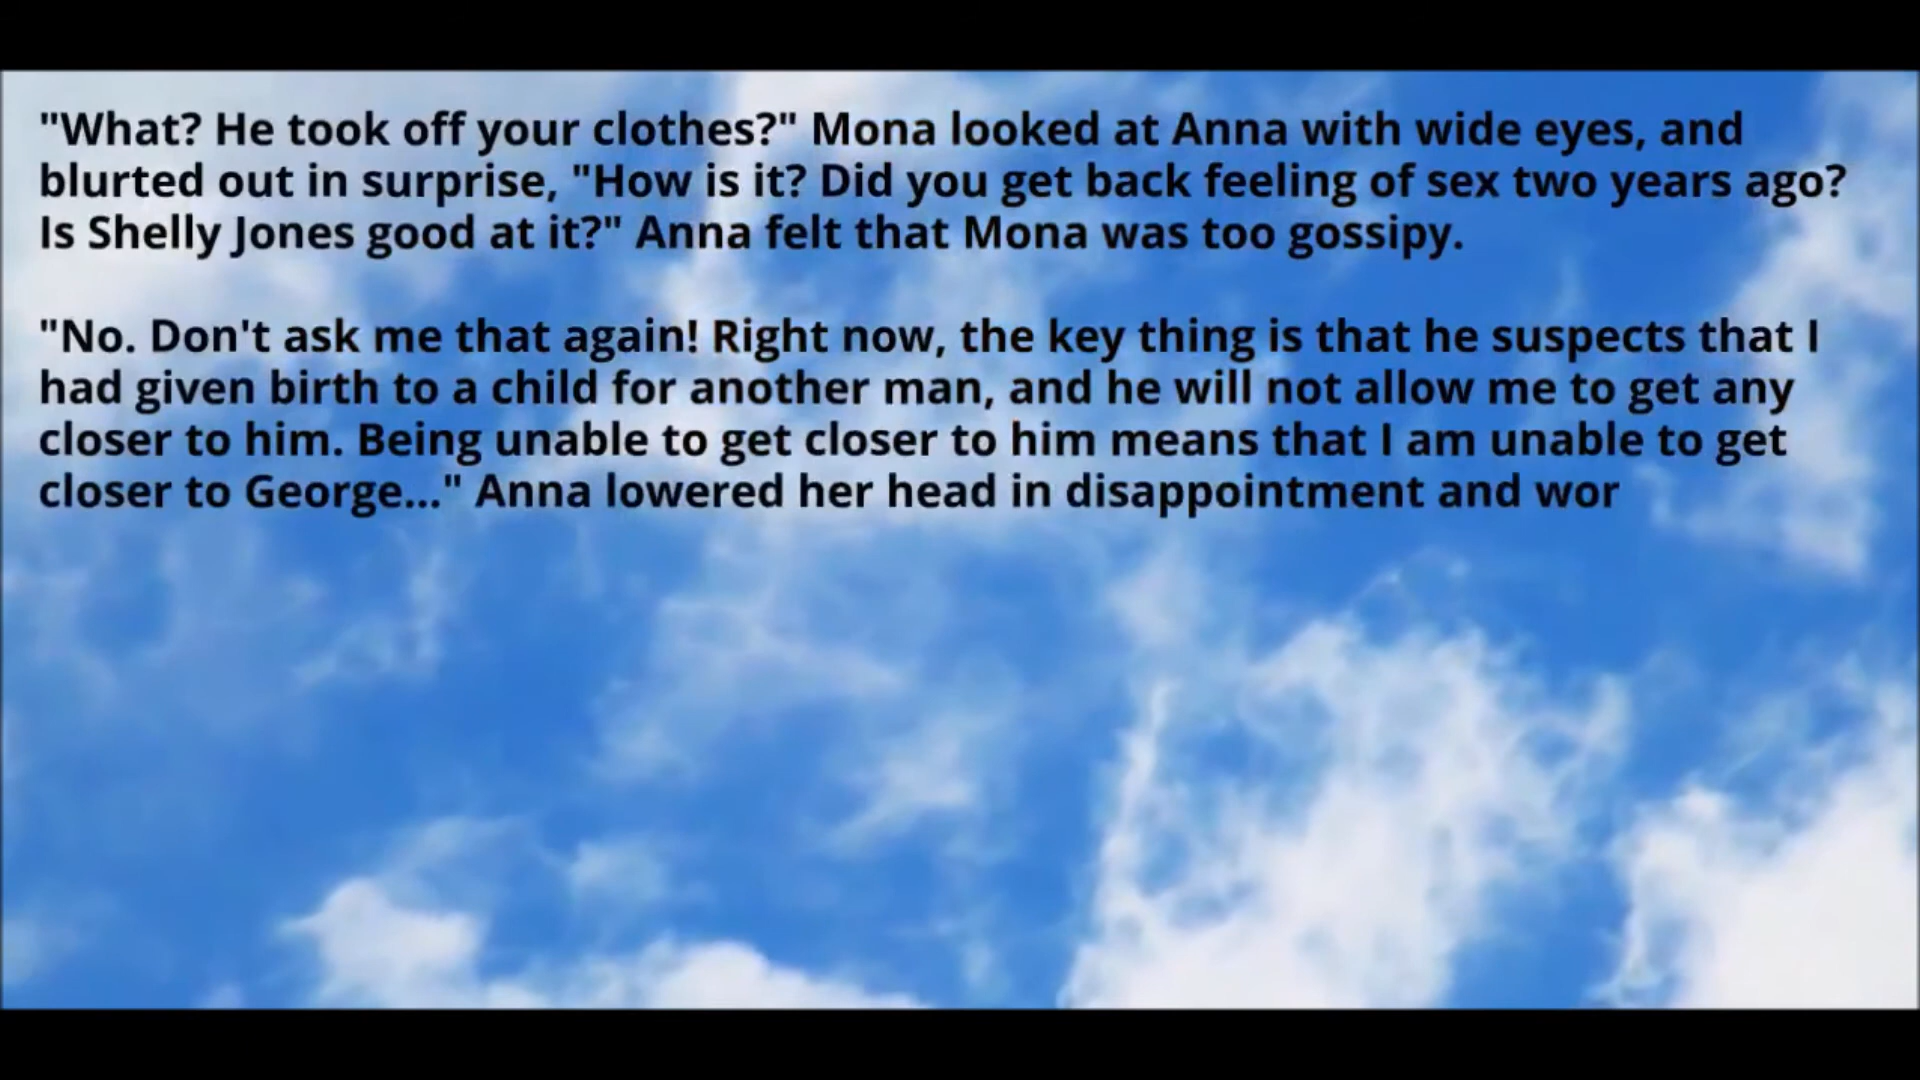 "What? He took off your clothes?" Mona looked at Anna with wide eyes, and
blurted out in surprise, "How is it? Did you get back feeling of sex two years ago?
Is Shelly Jones good at it?" Anna felt that Mona was too gossipy.
"No. Don't ask me that again! Right now, the key thing is that he suspects that I
had given birth to a child for another man, and he will not allow me to get any
closer to him. Being unable to get closer to him means that I am unable to get
closer to George..." Anna lowered her head in disappointment and wor